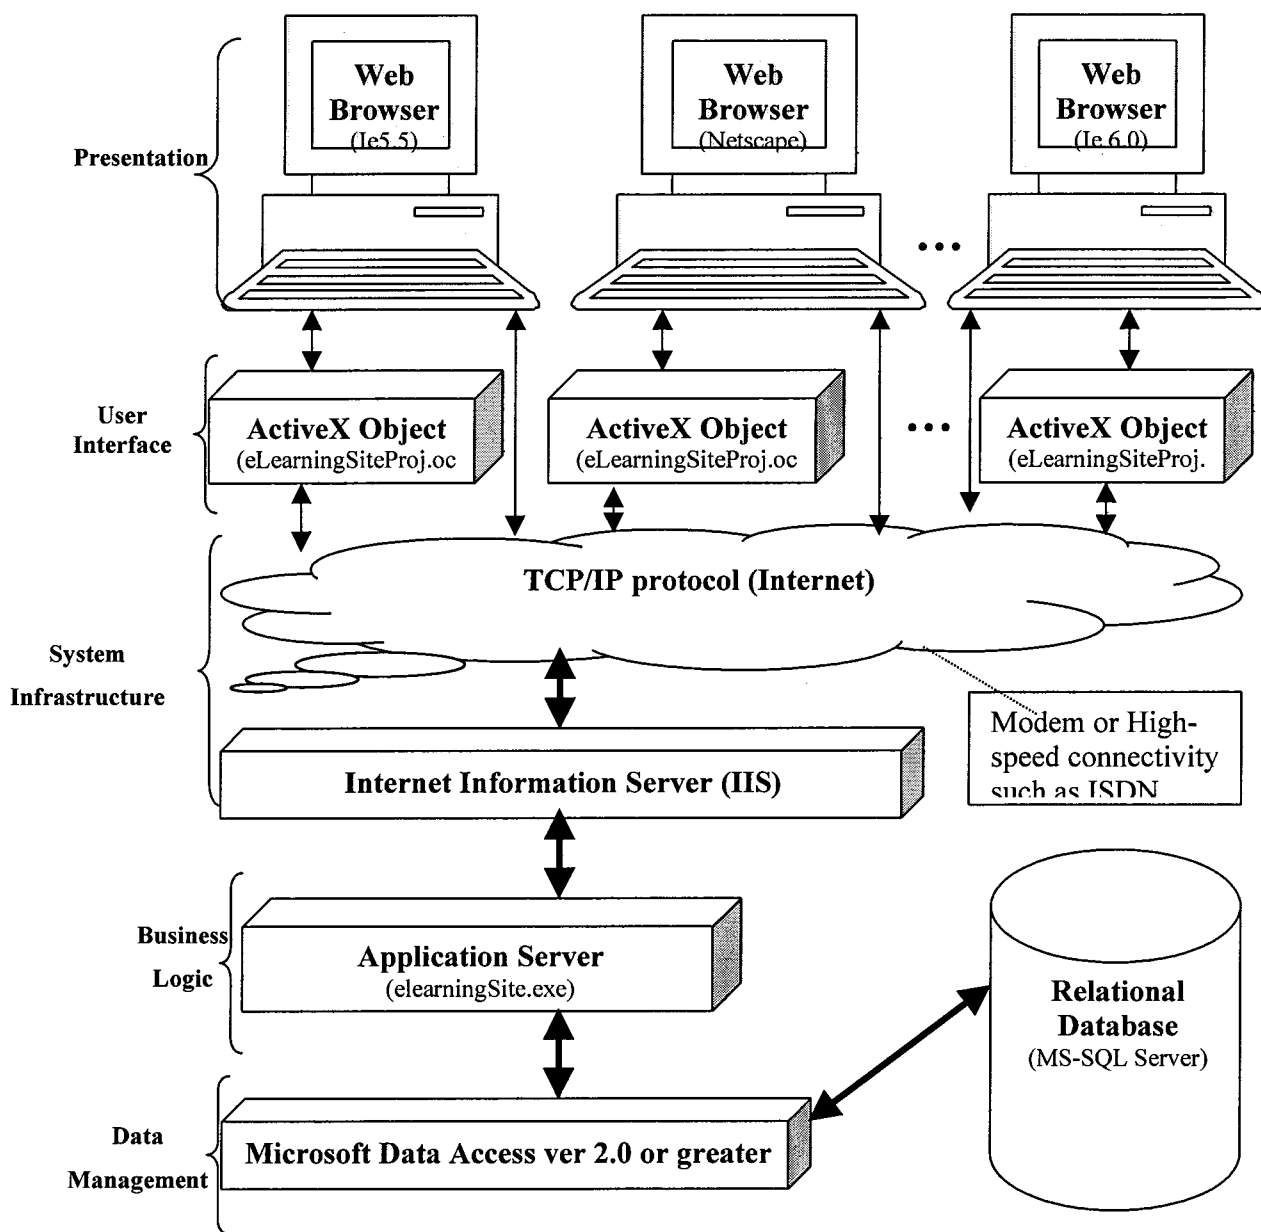 Web
Browser
(Ie5.5)
Web
Browser
(Netscape)
Web
Browser
(Ie.6.0)
Presentation
...
User
Interface
ActiveX Object
(eLearningSiteProj.oc
ActiveX Object
(eLearningSiteProj.oc
...
ActiveX Object
(eLearningSiteProj.
TCP/IP protocol (Internet)
System
Infrastructure
Modem or High-
speed connectivity
such as ISDN
Internet Information Server (IIS)
Business
Logic
Application Server
(elearningSite.exe)
Relational
Database
(MS-SQL Server)
Data
Management
Microsoft Data Access ver 2.0 or greater